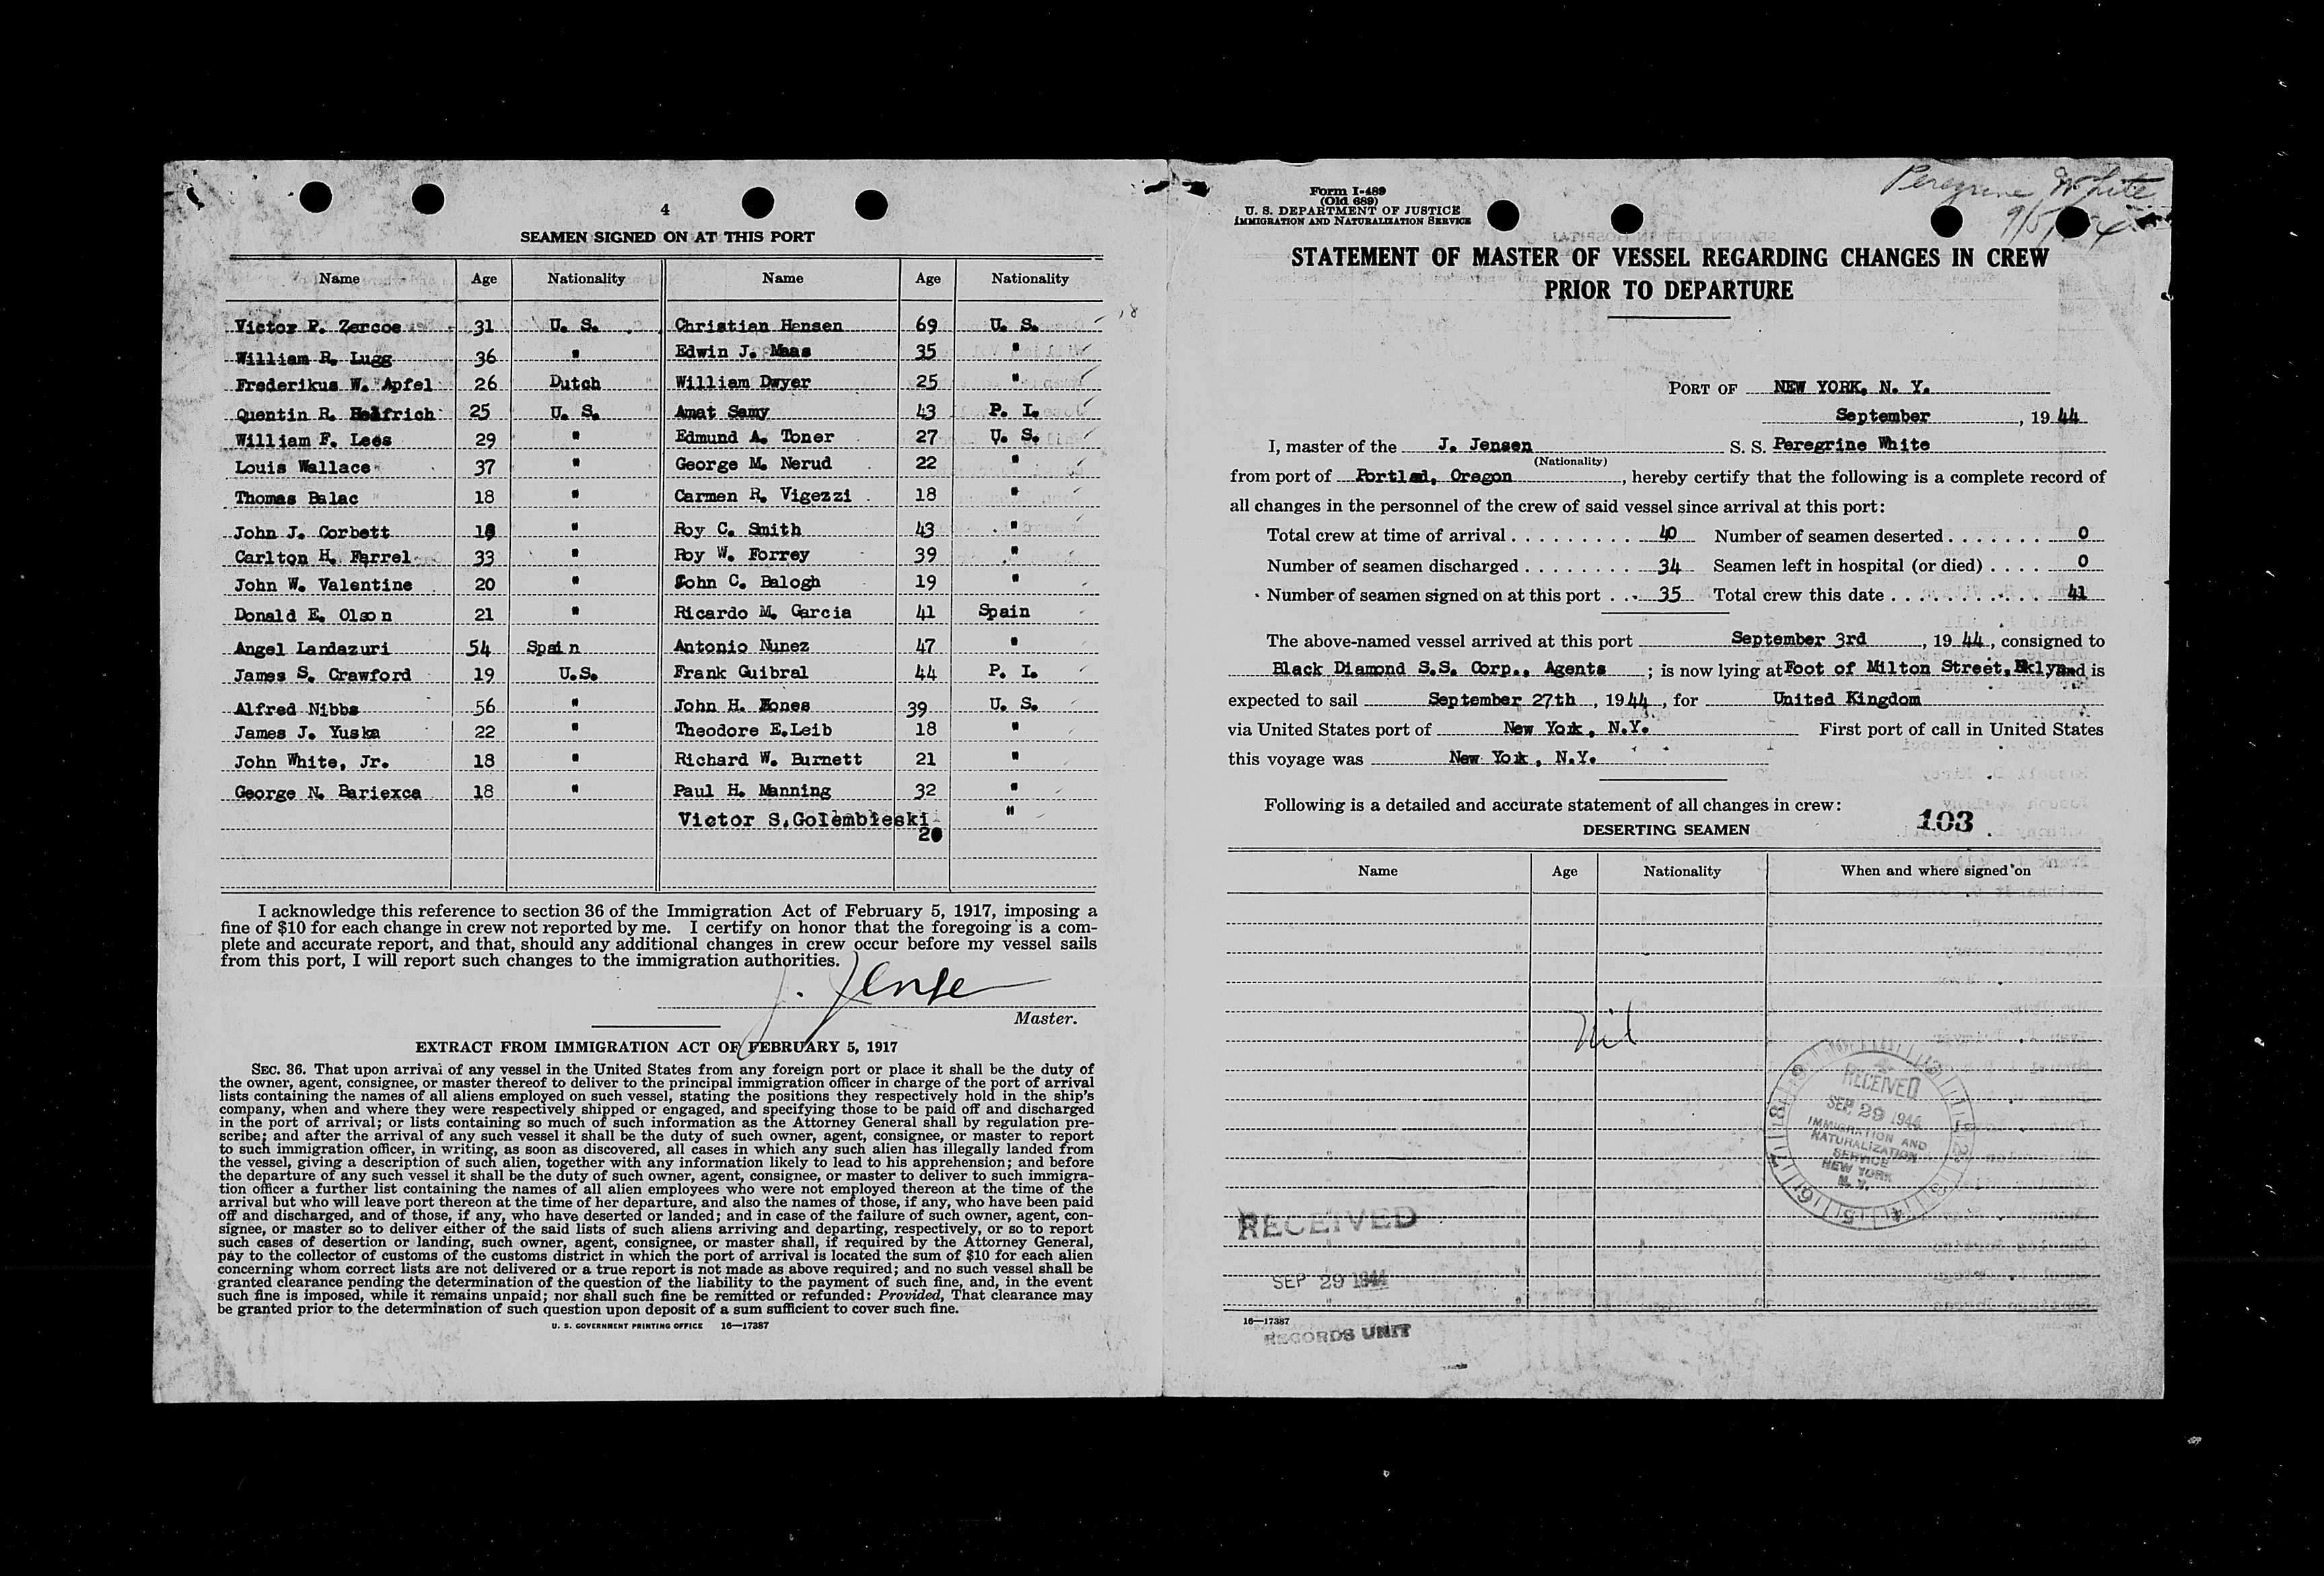 4
SEAMEN SIGNED ON AT THIS PORT
Name Age Nationality Name Age Nationality
Victor P. Zercoe 31 U. S. Christian Hansen 69 U. S.
William R. Lugg 36 " Edwin J. Maas 35 "
Frederikus W. Apfel 26 Dutch William Dwyer 25 "
Quentin R. Helfrich 25 U. S. Amat Samy 43 P. I.
William F. Lees 29 " Edmund A. Toner 27 U. S.
Louis Wallace 37 " George M. Nerud 22 "
Thomas Balac 18 " Carmen R. Vigezzi 18 "
John J. Corbett 18 " Roy C. Smith 43 "
Carlton H. Farrel 33 " Roy W. Forrey 39 "
John W. Valentine 20 " John C. Balogh 19 "
Donald E. Olson 21 " Ricardo M. Garcia 41 Spain
Angel Landazuri 54 Spain Antonio Nunez 47 "
James S. Crawford 19 U.S. Frank Guibral 44 P. I.
Alfred Nibbs 56 " John H. 39 U. S.
James J. Yuska 22 " Theodore E.Leib 18 "
John White, Jr. 18 " Richard W. Burnett 21 "
George N. Bariexca 18 " Paul H. Manning 32 "
Victor S.Golembieski "
20
I acknowledge this reference to section 36 of the Immigration Act of February 5, 1917, imposing a
fine of $10 for each change in crew not reported by me. I certify on honor that the foregoing is a com-
plete and accurate report, and that, should any additional changes in crew occur before my vessel sails
from this port, I will report such changes to the immigration authorities.
J. Jensen
Master.
EXTRACT FROM IMMIGRATION ACT OF FEBRUARY 5, 1917
SEC. 36. That upon arrival of any vessel in the United States from any foreign port or place it shall be the duty of
the owner, agent, consignee, or master thereof to deliver to the principal immigration officer in charge of the port of arrival
lists containing the names of all aliens employed on such vessel, stating the positions they respectively hold in the ship's
company, when and where they were respectively shipped or engaged, and specifying those to be paid off and discharged
in the port of arrival; or lists containing so much of such information as the Attorney General shall by regulation pre-
scribe; and after the arrival of any such vessel it shall be the duty of such owner, agent, consignee, or master to report
to such immigration officer, in writing, as soon as discovered, all cases in which any such alien has illegally landed from
the vessel, giving a description of such alien, together with any information likely to lead to his apprehension; and before
the departure of any such vessel it shall be the duty of such owner, agent, consignee, or master to deliver to such immigra-
tion officer a further list containing the names of all alien employees who were not employed thereon at the time of the
arrival but who will leave port thereon at the time of her departure, and also the names of those, if any, who have been paid
off and discharged, and of those, if any, who have deserted or landed; and in case of the failure of such owner, agent, con-
signee, or master so to deliver either of the said lists of such aliens arriving and departing, respectively, or so to report
such cases of desertion or landing, such owner, agent, consignee, or master shall, if required by the Attorney General,
pay to the collector of customs of the customs district in which the port of arrival is located the sum of $10 for each alien
concerning whom correct lists are not delivered or a true report is not made as above required; and no such vessel shall be
granted clearance pending the determination of the question of the liability to the payment of such fine, and, in the event
such fine is imposed, while it remains unpaid; nor shall such fine be remitted or refunded: Provided, That clearance may
be granted prior to the determination of such question upon deposit of a sum sufficient to cover such fine.
U. S. GOVERNMENT PRINTING OFFICE 16—17387
Peregrine White
Form I-489
(Old 689)
U. S. DEPARTMENT OF JUSTICE
IMMIGRATION AND NATURALIZATION SERVICE
STATEMENT OF MASTER OF VESSEL REGARDING CHANGES IN CREW
PRIOR TO DEPARTURE
PORT OF NEW YORK, N. Y.
September, 1944
I, master of the J. Jensen S. S. Peregrine White
(Nationality)
from port of Portlad, Oregon, hereby certify that the following is a complete record of
all changes in the personnel of the crew of said vessel since arrival at this port:
Total crew at time of arrival . . . . . . . . . . 40 Number of seamen deserted . . . . . . . 0
Number of seamen discharged . . . . . . . . 34 Seamen left in hospital (or died) . . . . 0
Number of seamen signed on at this port . . . 35 Total crew this date . . . . . . . . . . . 41
The above-named vessel arrived at this port September 3rd, 1944, consigned to
Black Diamond S.S. Corp., Agents ; is now lying at Foot of Milton Street, Bklyn and is
expected to sail September 27th, 1944, for United Kingdom
via United States port of New York, N.Y. First port of call in United States
this voyage was New York, N.Y.
Following is a detailed and accurate statement of all changes in crew:
103
DESERTING SEAMEN
Name Age Nationality When and where signed on
Nil
RECEIVED
SEP 29 1944
IMMIGRATION AND
NATURALIZATION
SERVICE
NEW YORK
N. Y.
RECEIVED
SEP 29 1944
16—17387
RECORDS UNIT